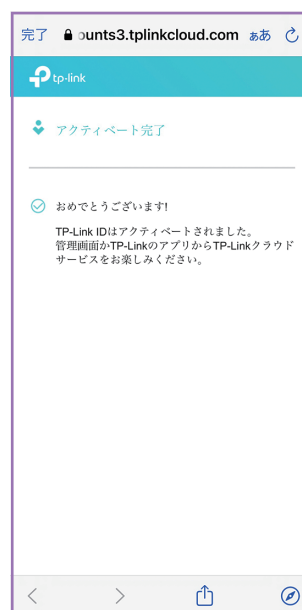 完了 ounts3.tplinkcloud.com ぁあ
tp-link
アクティベート完了
おめでとうございます!
TP-Link IDはアクティベートされました。
管理画面かTP-LinkのアプリからTP-Linkクラウド
サービスをお楽しみください。